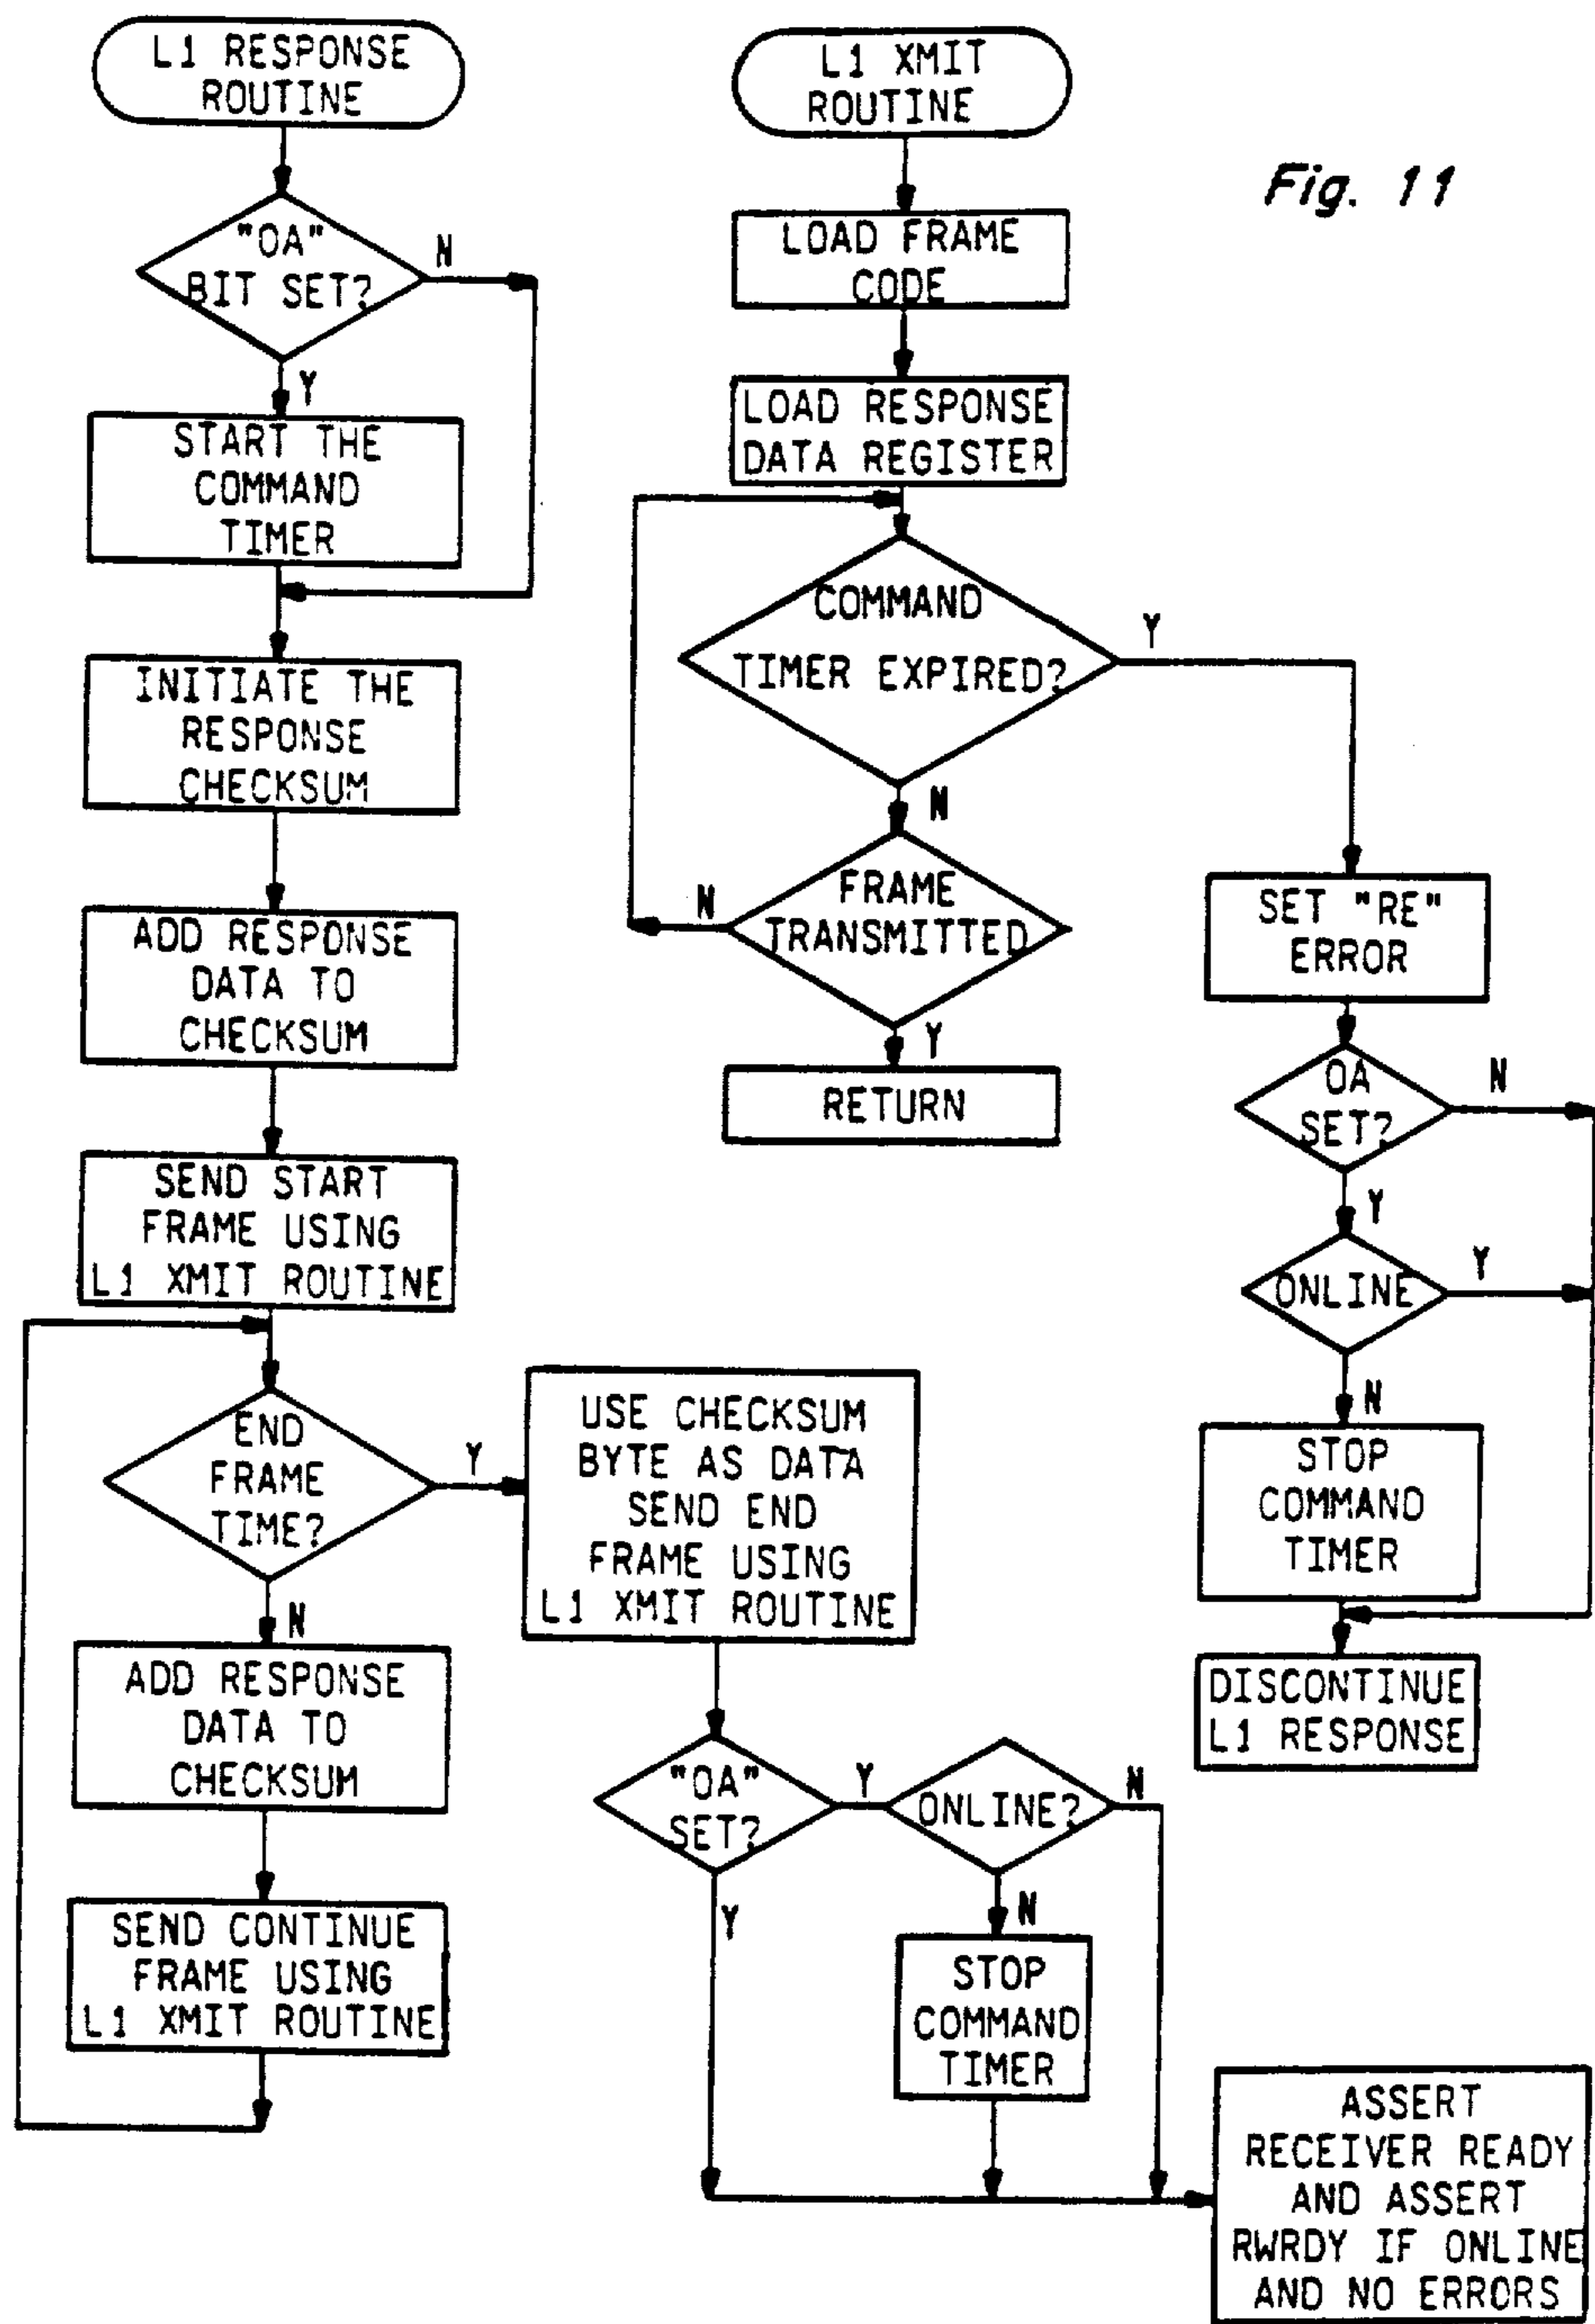 L1 RESPONSE
ROUTINE
"OA"
BIT SET?
N
Y
START THE
COMMAND
TIMER
INITIATE THE
RESPONSE
CHECKSUM
ADD RESPONSE
DATA TO
CHECKSUM
SEND START
FRAME USING
L1 XMIT ROUTINE
END
FRAME
TIME?
Y
N
ADD RESPONSE
DATA TO
CHECKSUM
SEND CONTINUE
FRAME USING
L1 XMIT ROUTINE
USE CHECKSUM
BYTE AS DATA
SEND END
FRAME USING
L1 XMIT ROUTINE
"OA"
SET?
Y
Y
ONLINE?
N
N
STOP
COMMAND
TIMER
ASSERT
RECEIVER READY
AND ASSERT
RWRDY IF ONLINE
AND NO ERRORS
L1 XMIT
ROUTINE
LOAD FRAME
CODE
LOAD RESPONSE
DATA REGISTER
COMMAND
TIMER EXPIRED?
Y
N
FRAME
TRANSMITTED
N
Y
RETURN
SET "RE"
ERROR
OA
SET?
N
Y
ONLINE
Y
N
STOP
COMMAND
TIMER
DISCONTINUE
L1 RESPONSE
Fig. 11